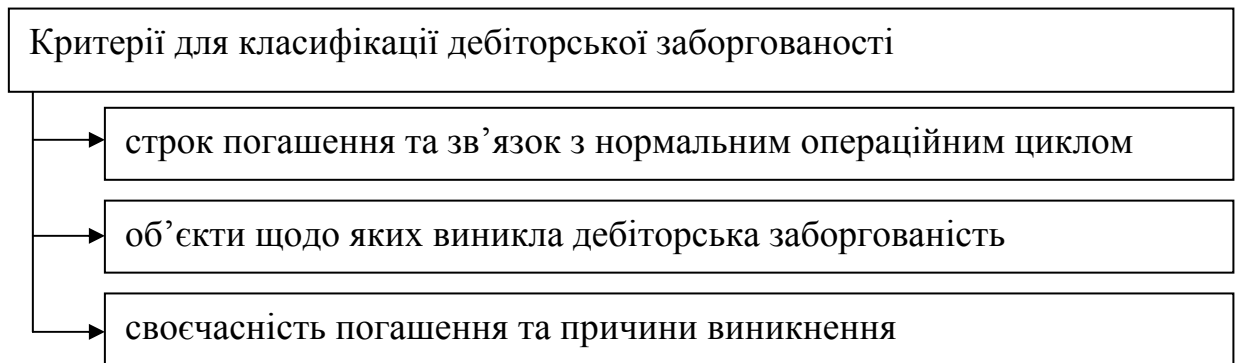 Критерії для класифікації дебіторської заборгованості
строк погашення та зв’язок з нормальним операційним циклом
об’єкти щодо яких виникла дебіторська заборгованість
своєчасність погашення та причини виникнення